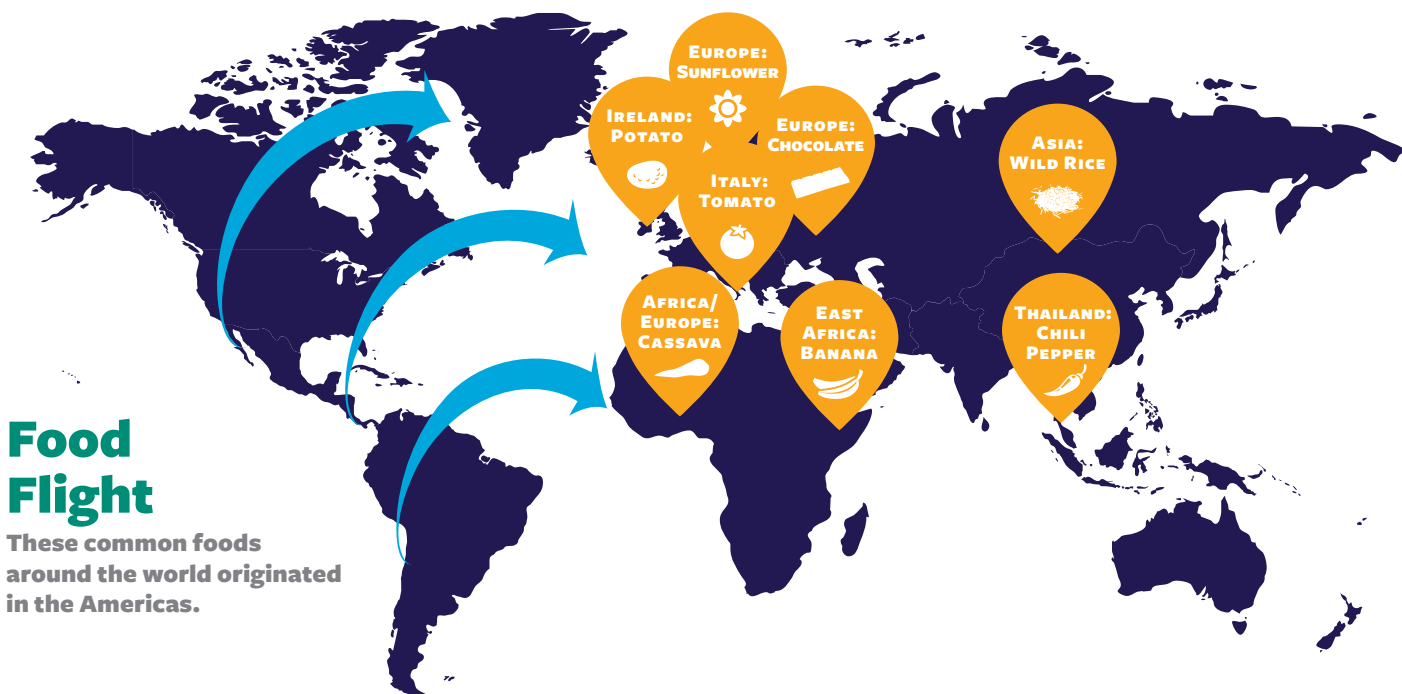 Europe:
Sunflower
Ireland:
Potato
Europe:
Chocolate
Italy:
Tomato
Asia:
Wild Rice
Africa/
Europe:
Cassava
East
Africa:
Banana
Thailand:
Chili
Pepper
Food
Flight
These common foods
around the world originated
in the Americas.